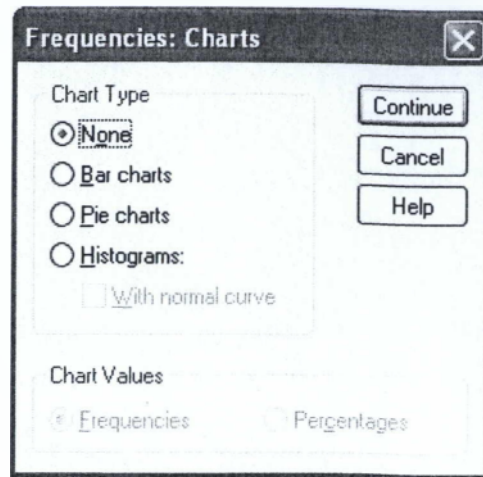 Frequencies: Charts
Chart Type
None
Bar charts
Pie charts
Histograms:
With normal curve
Continue
Cancel
Help
Chart Values
Frequencies Percentages